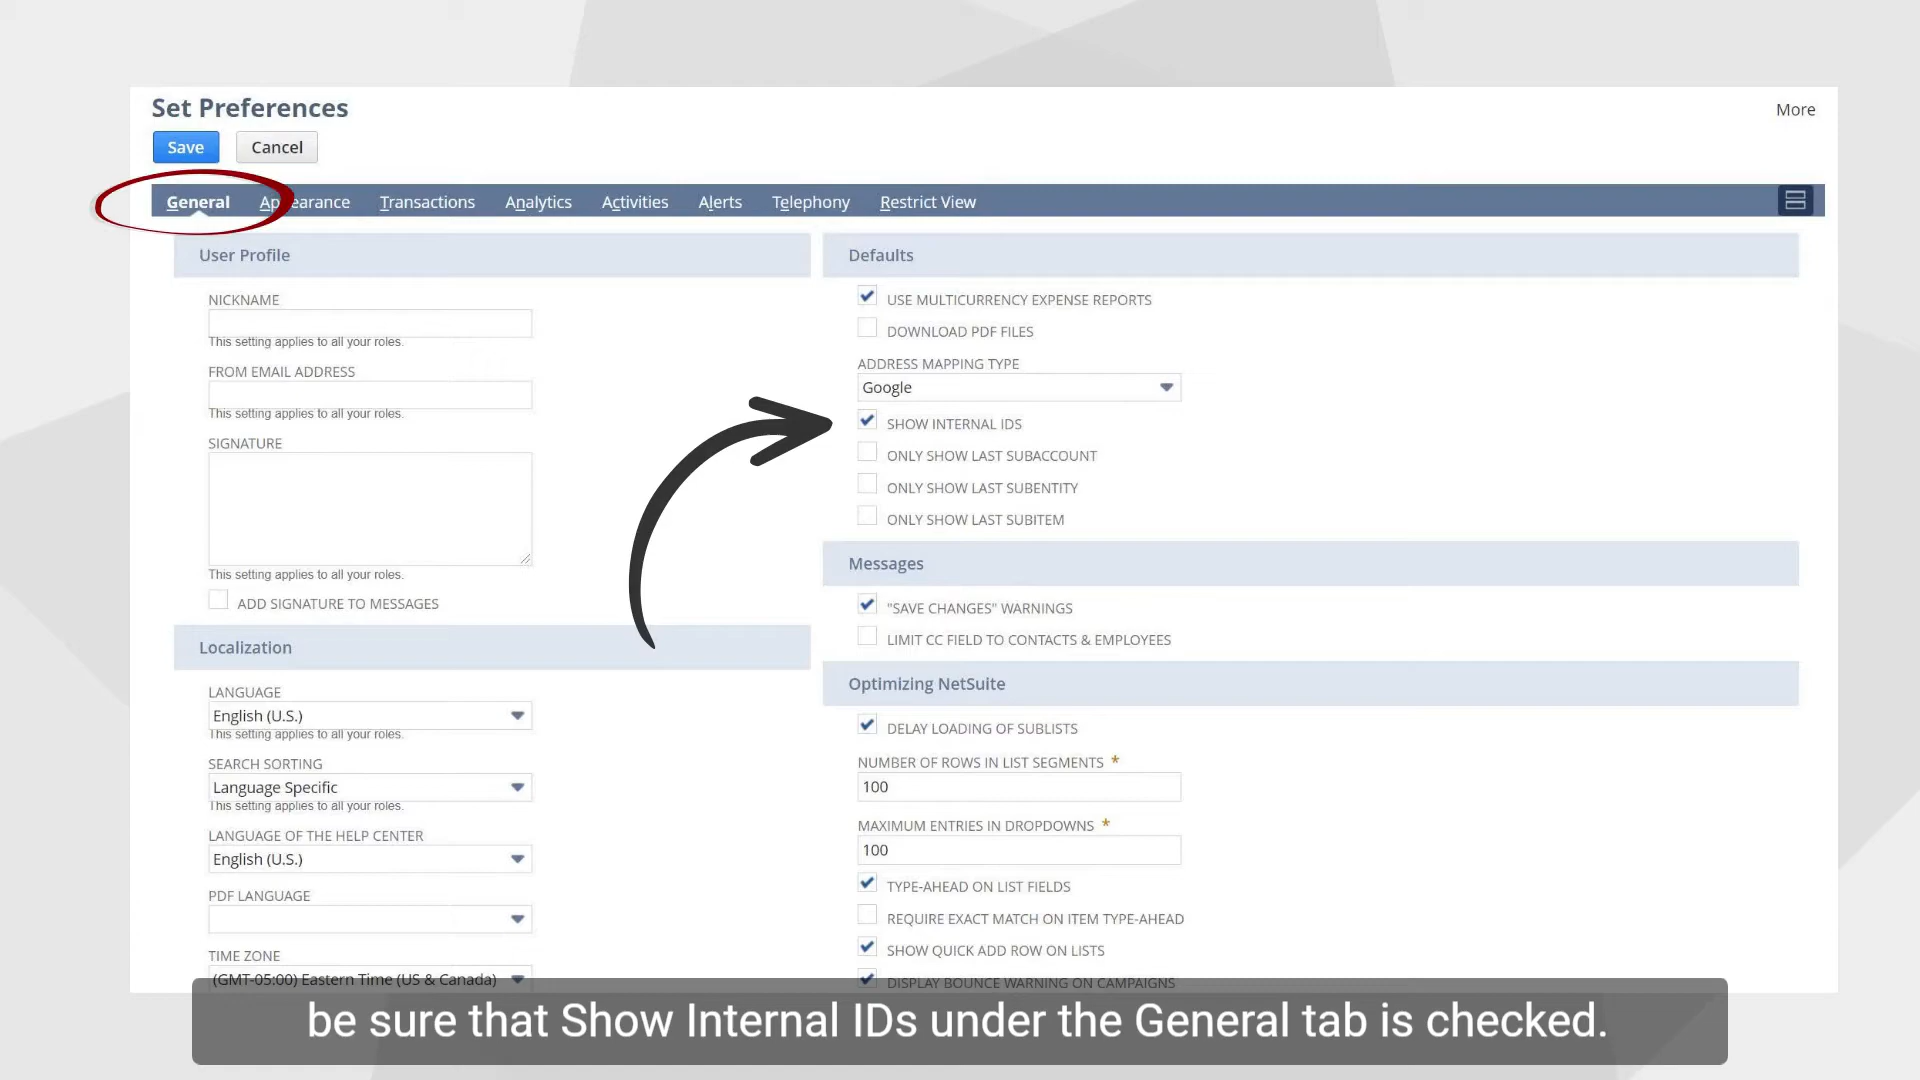 Set Preferences
More
Save
Cancel
General
Appearance
Transactions
Analytics
Activities
Alerts
Telephony
Restrict View
User Profile
NICKNAME
This setting applies to all your roles.
FROM EMAIL ADDRESS
This setting applies to all your roles.
SIGNATURE
This setting applies to all your roles.
ADD SIGNATURE TO MESSAGES
Localization
LANGUAGE
English (U.S.)
This setting applies to all your roles.
SEARCH SORTING
Language Specific
This setting applies to all your roles.
LANGUAGE OF THE HELP CENTER
English (U.S.)
PDF LANGUAGE
TIME ZONE
(GMT-05:00) Eastern Time (US & Canada)
Defaults
USE MULTICURRENCY EXPENSE REPORTS
DOWNLOAD PDF FILES
ADDRESS MAPPING TYPE
Google
SHOW INTERNAL IDS
ONLY SHOW LAST SUBACCOUNT
ONLY SHOW LAST SUBENTITY
ONLY SHOW LAST SUBITEM
Messages
"SAVE CHANGES" WARNINGS
LIMIT CC FIELD TO CONTACTS & EMPLOYEES
Optimizing NetSuite
DELAY LOADING OF SUBLISTS
NUMBER OF ROWS IN LIST SEGMENTS *
100
MAXIMUM ENTRIES IN DROPDOWNS *
100
TYPE-AHEAD ON LIST FIELDS
REQUIRE EXACT MATCH ON ITEM TYPE-AHEAD
SHOW QUICK ADD ROW ON LISTS
DISPLAY BOUNCE WARNING ON CAMPAIGNS
be sure that Show Internal IDs under the General tab is checked.